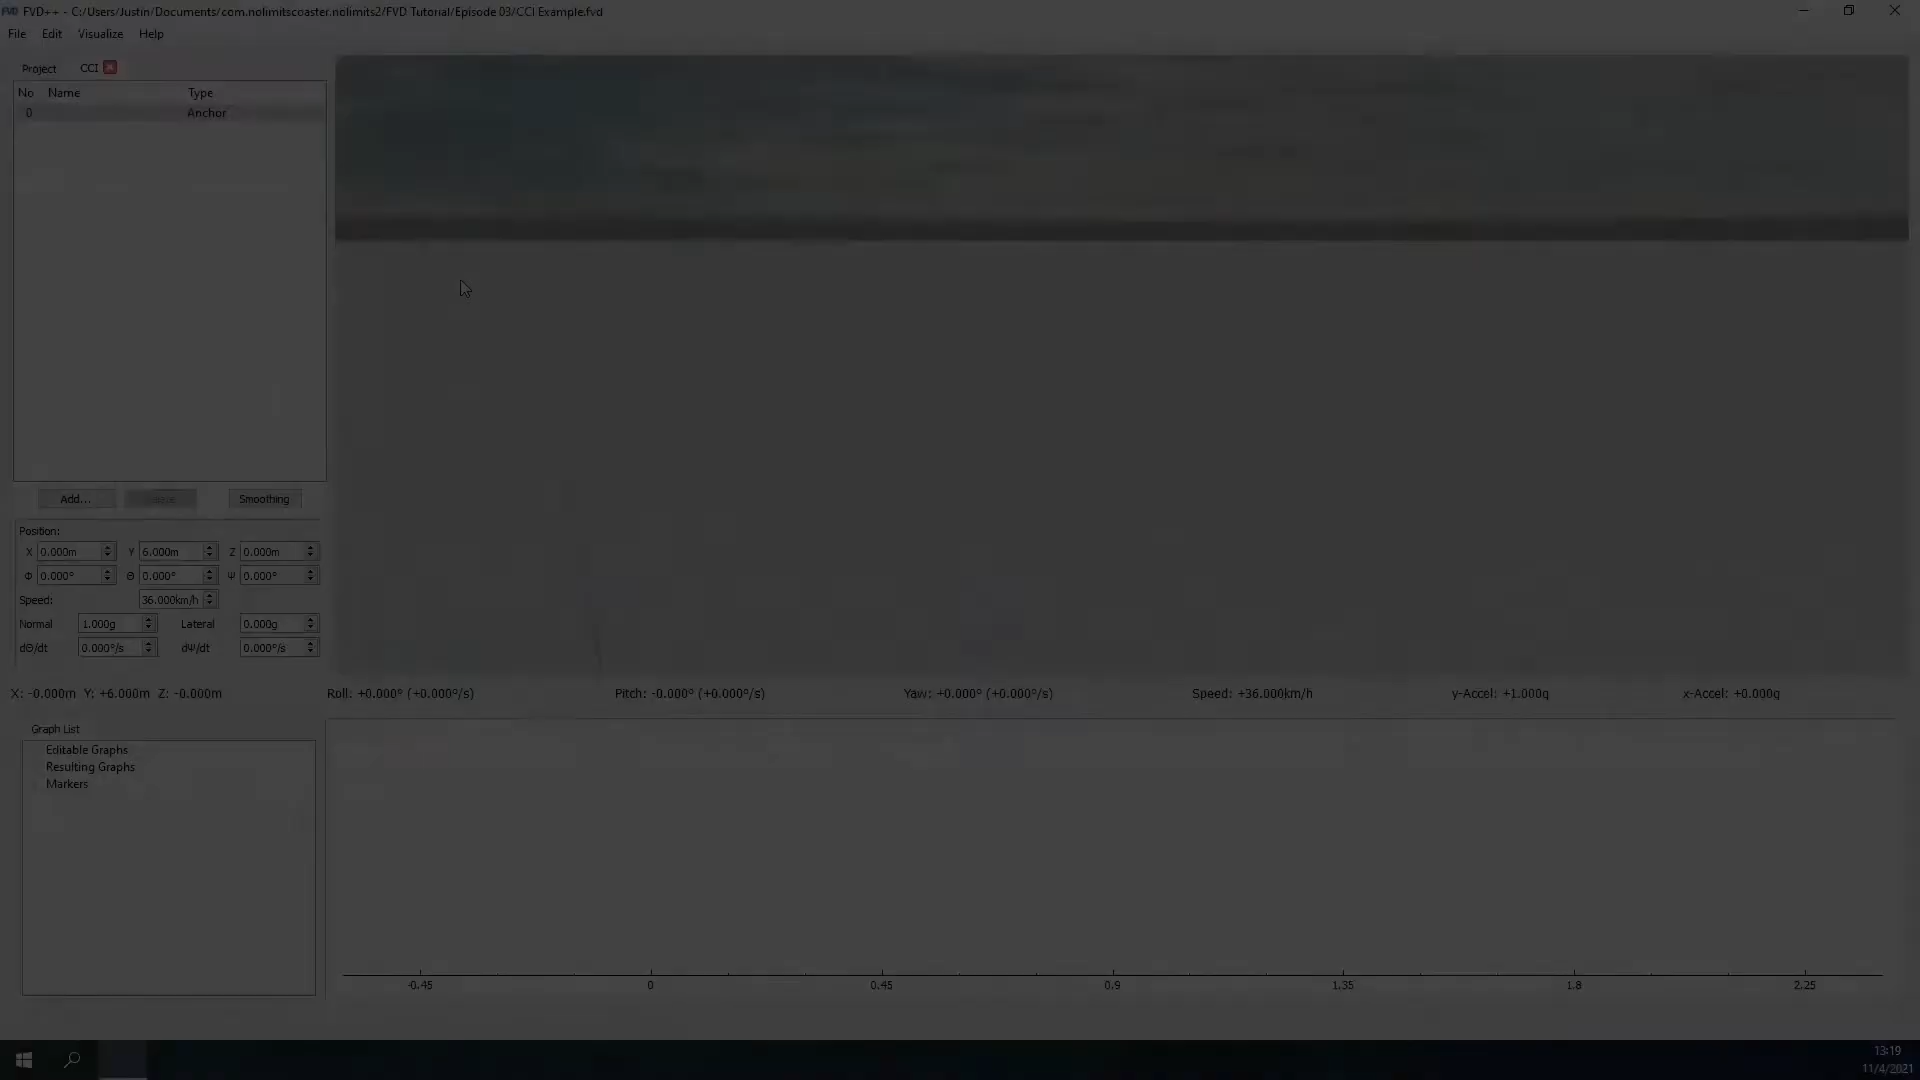 FVD++ - C:/Users/Justin/Documents/com.nolimitscoaster.nolimits2/FVD Tutorial/Episode 03/CCI Example.fvd
File Edit Visualize Help
Project CCI
No Name Type
0 Anchor
Add... Smoothing
Position:
X 0.000m Y 6.000m Z 0.000m
Φ 0.000° Θ 0.000° Ψ 0.000°
Speed: 36.000km/h
Normal 1.000g Lateral 0.000g
dΘ/dt 0.000°/s dΨ/dt 0.000°/s
X: -0.000m Y: +6.000m Z: -0.000m Roll: +0.000° (+0.000°/s) Pitch: -0.000° (+0.000°/s) Yaw: +0.000° (+0.000°/s) Speed: +36.000km/h y-Accel: +1.000g x-Accel: +0.000g
Graph List
Editable Graphs
Resulting Graphs
Markers
-0.45 0 0.45 0.9 1.35 1.8 2.25
13:19
11/4/2021